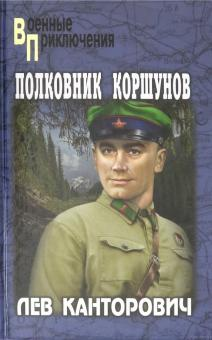 Военные
Приключения
ПОЛКОВНИК КОРШУНОВ
ЛЕВ КАНТОРОВИЧ